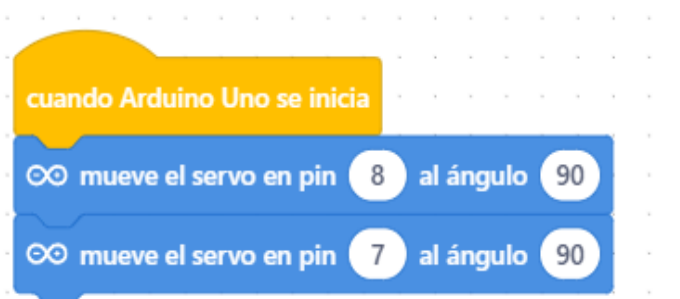 cuando Arduino Uno se inicia
mueve el servo en pin 8 al ángulo 90
mueve el servo en pin 7 al ángulo 90